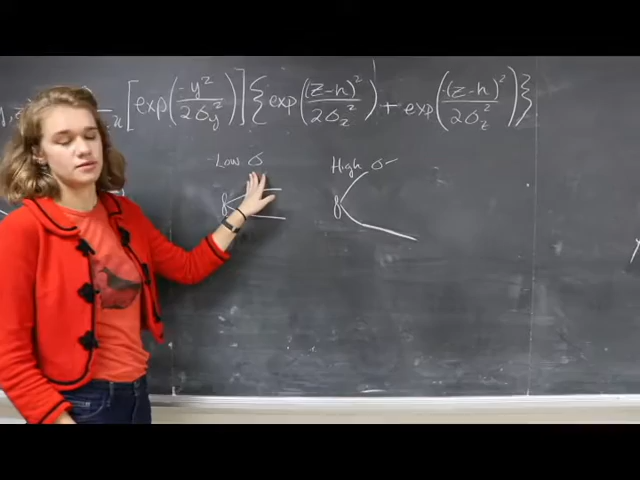 [exp(-y²/2σy²)]{exp(-(z-h)²/2σz²)+exp(-(z-h)²/2σz²)}
Low σ High σ